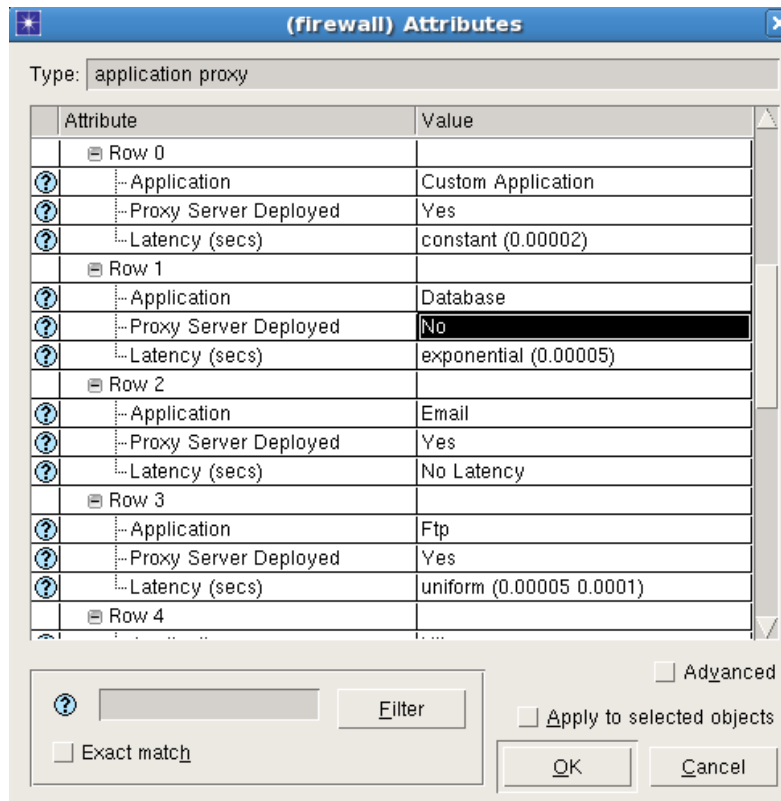 (firewall) Attributes
Type: application proxy
Attribute Value
Row 0
Application Custom Application
Proxy Server Deployed Yes
Latency (secs) constant (0.00002)
Row 1
Application Database
Proxy Server Deployed No
Latency (secs) exponential (0.00005)
Row 2
Application Email
Proxy Server Deployed Yes
Latency (secs) No Latency
Row 3
Application Ftp
Proxy Server Deployed Yes
Latency (secs) uniform (0.00005 0.0001)
Row 4
Advanced
Filter
Apply to selected objects
Exact match
OK Cancel